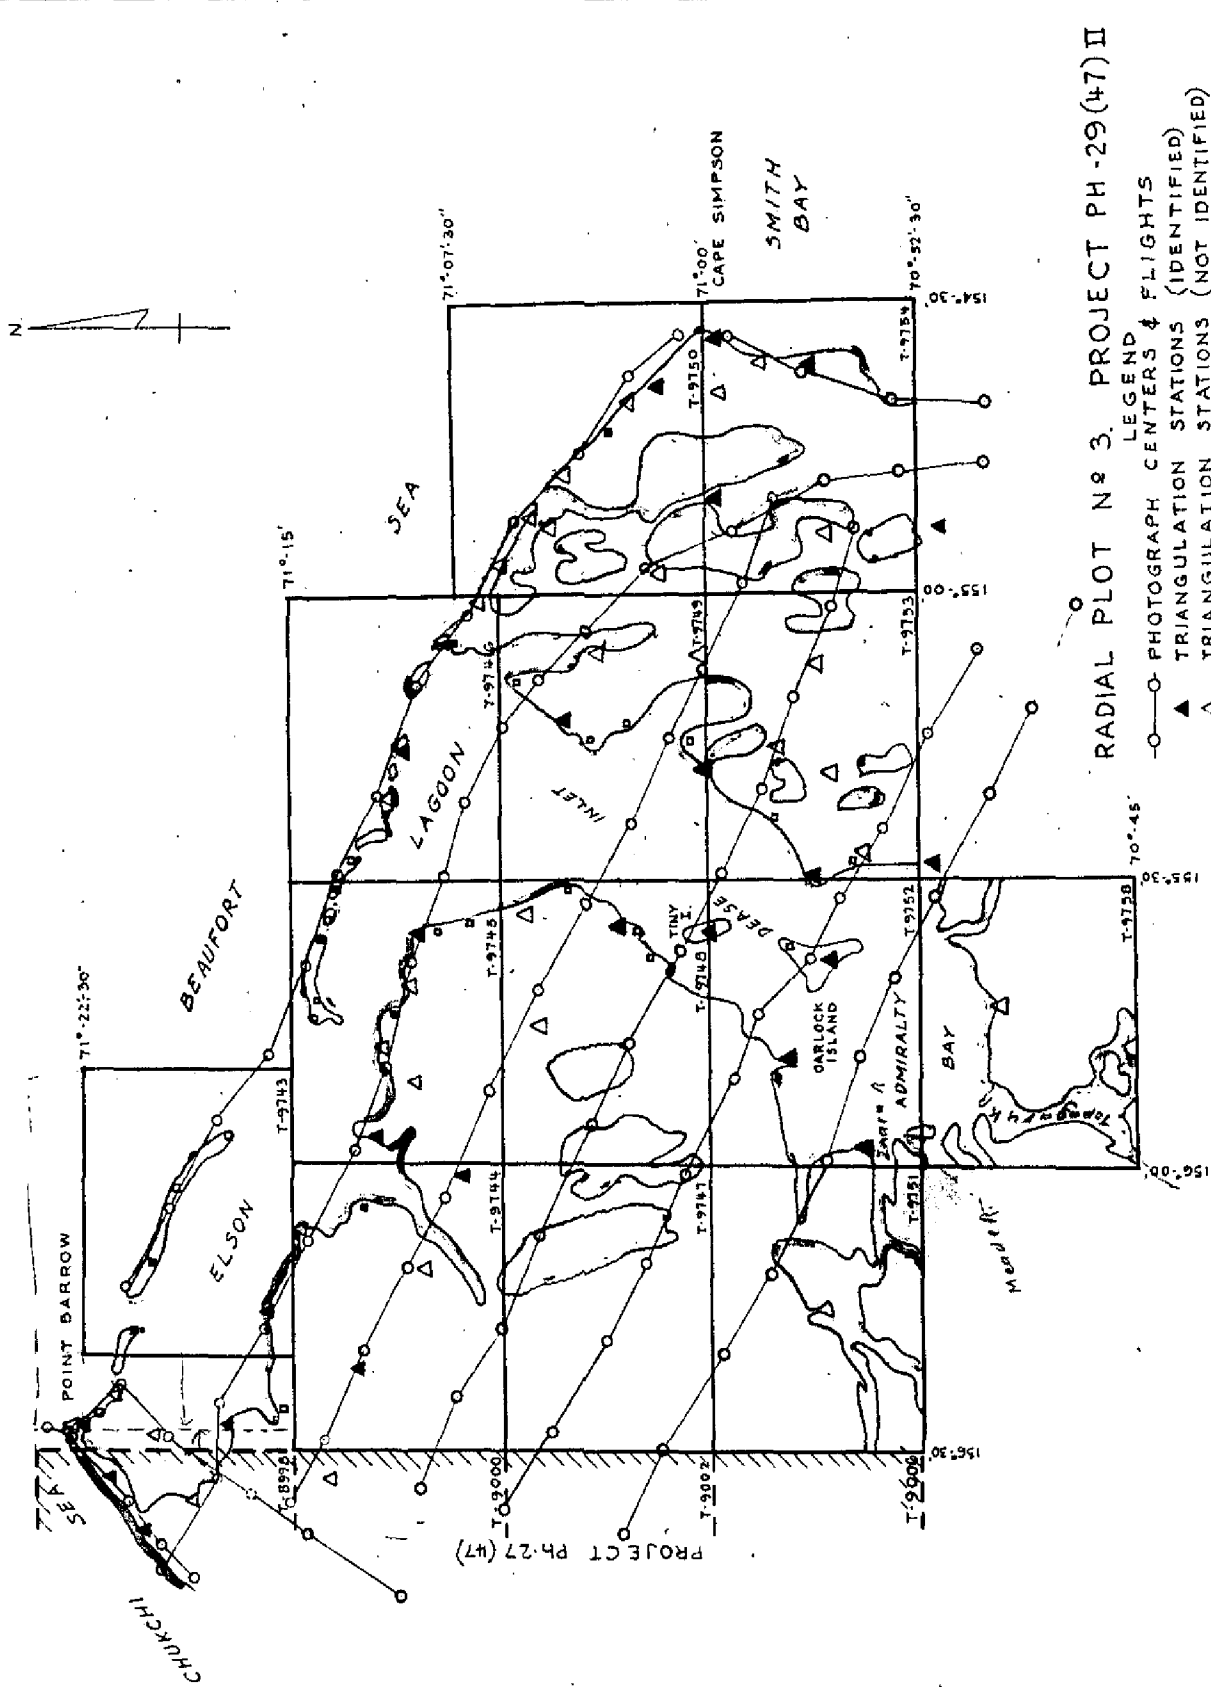 N
CHUKCHI
SEA
POINT BARROW
71°-22'-30"
BEAUFORT
SEA
71°-15'
71°-07'-30"
ELSON
LAGOON
T-9743
T-8998
T-9744
T-9745
T-9746
INLET
T-9750
71°-00'
CAPE SIMPSON
SMITH
BAY
T-9000
T-9747
T-9748
T-9749
TINY
I.
DEASE
OARLOCK
ISLAND
T-9002
T-9751
T-9752
T-9753
T-9754
70°-52'-30"
ADMIRALTY
BAY
Meade R.
T-9758
70°-45'
156°-30'
156°-00'
155°-30'
155°-00'
154°-30'
PROJECT Ph-27 (47)
RADIAL PLOT Nº 3. PROJECT PH-29(47)II
LEGEND
PHOTOGRAPH CENTERS & FLIGHTS
TRIANGULATION STATIONS (IDENTIFIED)
TRIANGULATION STATIONS (NOT IDENTIFIED)